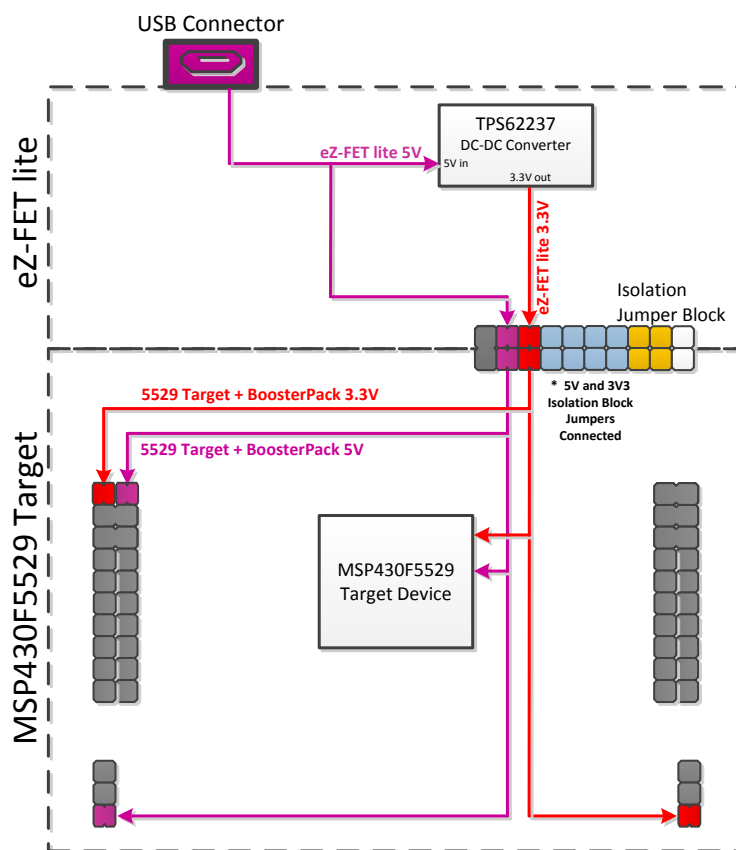 USB Connector
eZ-FET lite
TPS62237
DC-DC Converter
5V in
3.3V out
eZ-FET lite 5V
eZ-FET lite 3.3V
Isolation
Jumper Block
* 5V and 3V3
Isolation Block
Jumpers
Connected
MSP430F5529 Target
5529 Target + BoosterPack 3.3V
5529 Target + BoosterPack 5V
MSP430F5529
Target Device